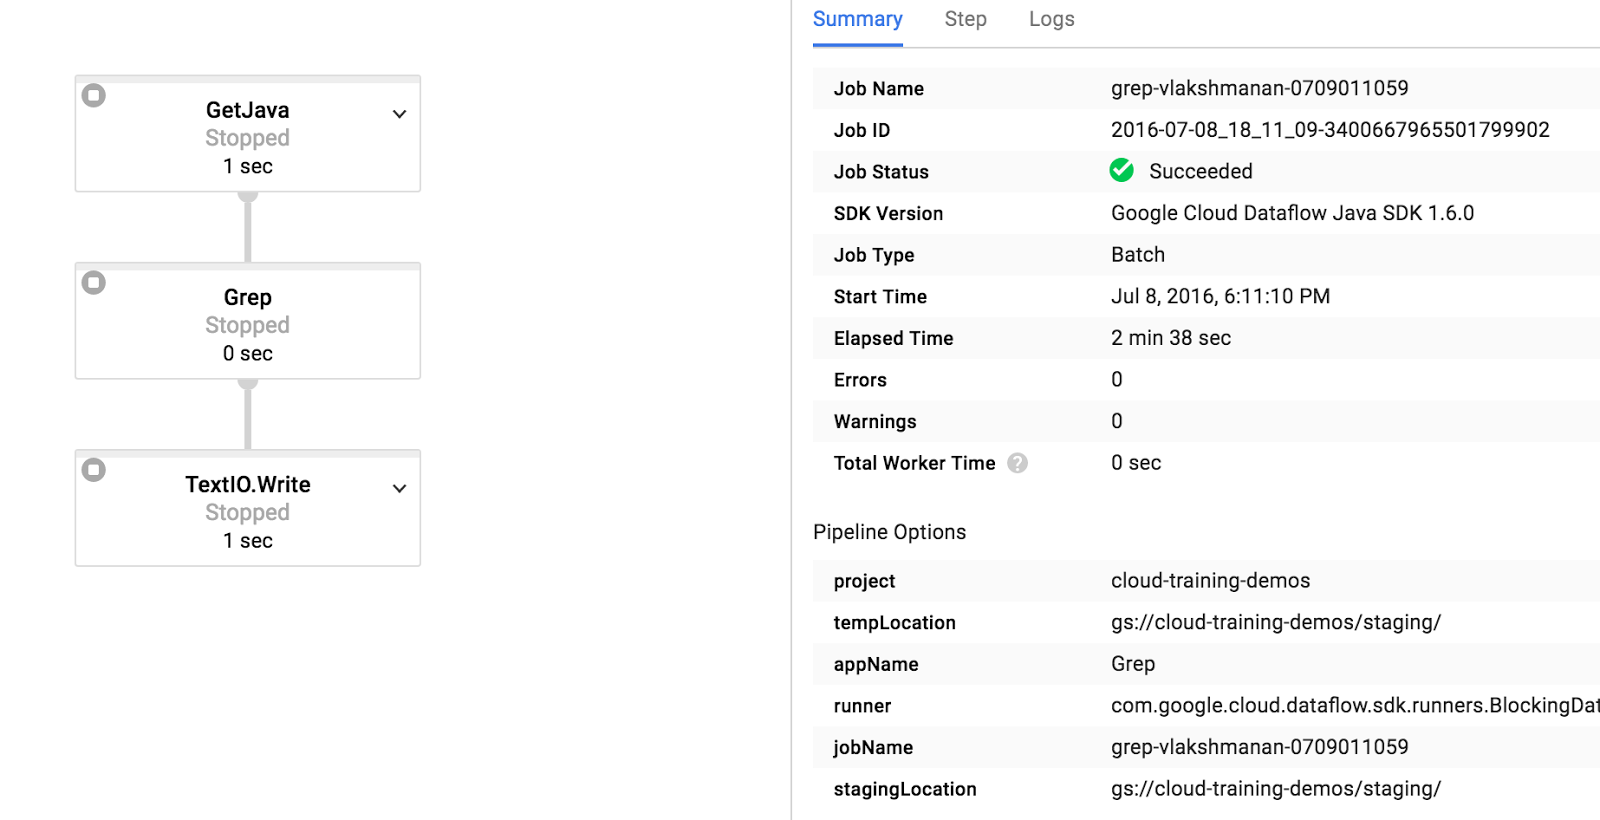 GetJava
Stopped
1 sec
Grep
Stopped
0 sec
TextIO.Write
Stopped
1 sec
Summary Step Logs
Job Name grep-vlakshmanan-0709011059
Job ID 2016-07-08_18_11_09-3400667965501799902
Job Status Succeeded
SDK Version Google Cloud Dataflow Java SDK 1.6.0
Job Type Batch
Start Time Jul 8, 2016, 6:11:10 PM
Elapsed Time 2 min 38 sec
Errors 0
Warnings 0
Total Worker Time ? 0 sec
Pipeline Options
project cloud-training-demos
tempLocation gs://cloud-training-demos/staging/
appName Grep
runner com.google.cloud.dataflow.sdk.runners.BlockingDat
jobName grep-vlakshmanan-0709011059
stagingLocation gs://cloud-training-demos/staging/